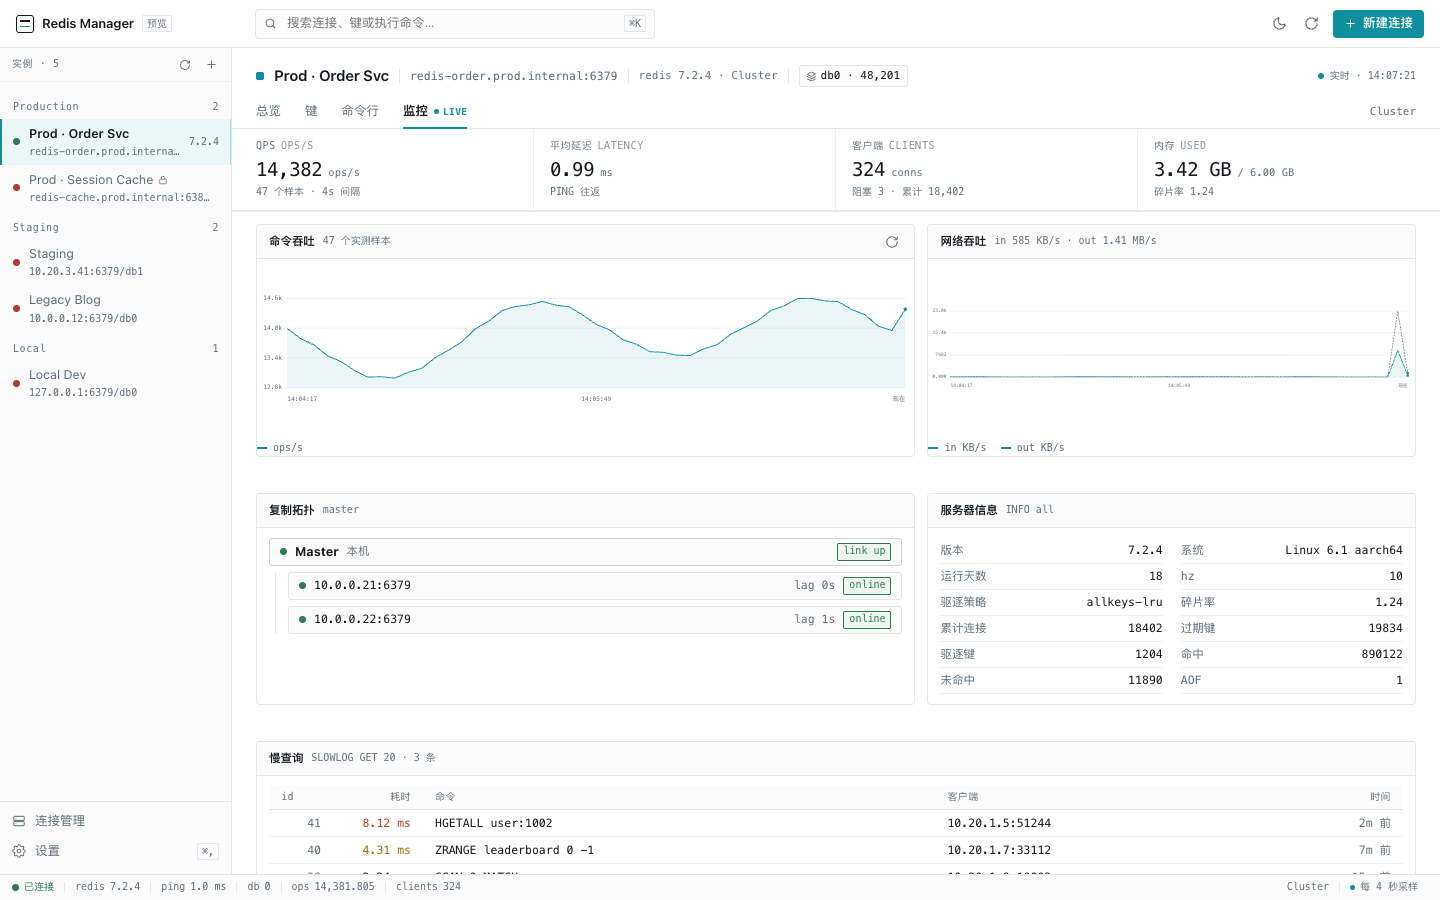 Redis Manager 预览
搜索连接、键或执行命令... ⌘K
新建连接
实例 · 5
Production 2
Prod · Order Svc
redis-order.prod.interna… 7.2.4
Prod · Session Cache
redis-cache.prod.internal:638…
Staging 2
Staging
10.20.3.41:6379/db1
Legacy Blog
10.0.0.12:6379/db0
Local 1
Local Dev
127.0.0.1:6379/db0
连接管理
设置 ⌘,
Prod · Order Svc redis-order.prod.internal:6379 redis 7.2.4 · Cluster db0 · 48,201
实时 · 14:07:21
总览 键 命令行 监控 LIVE
Cluster
QPS OPS/S
14,382 ops/s
47 个样本 · 4s 间隔
平均延迟 LATENCY
0.99 ms
PING 往返
客户端 CLIENTS
324 conns
阻塞 3 · 累计 18,402
内存 USED
3.42 GB / 6.00 GB
碎片率 1.24
命令吞吐 47 个实测样本
14.6k
14.0k
13.4k
12.8k
14:04:17 14:05:49 现在
ops/s
网络吞吐 in 585 KB/s · out 1.41 MB/s
23.0k
15.4k
7682
0.000
14:04:17 14:05:49 现在
in KB/s out KB/s
复制拓扑 master
Master 本机 link up
10.0.0.21:6379 lag 0s online
10.0.0.22:6379 lag 1s online
服务器信息 INFO all
版本 7.2.4 系统 Linux 6.1 aarch64
运行天数 18 hz 10
驱逐策略 allkeys-lru 碎片率 1.24
累计连接 18402 过期键 19834
驱逐键 1204 命中 890122
未命中 11890 AOF 1
慢查询 SLOWLOG GET 20 · 3 条
id 耗时 命令 客户端 时间
41 8.12 ms HGETALL user:1002 10.20.1.5:51244 2m 前
40 4.31 ms ZRANGE leaderboard 0 -1 10.20.1.7:33112 7m 前
已连接 redis 7.2.4 ping 1.0 ms db 0 ops 14,381.805 clients 324
Cluster 每 4 秒采样